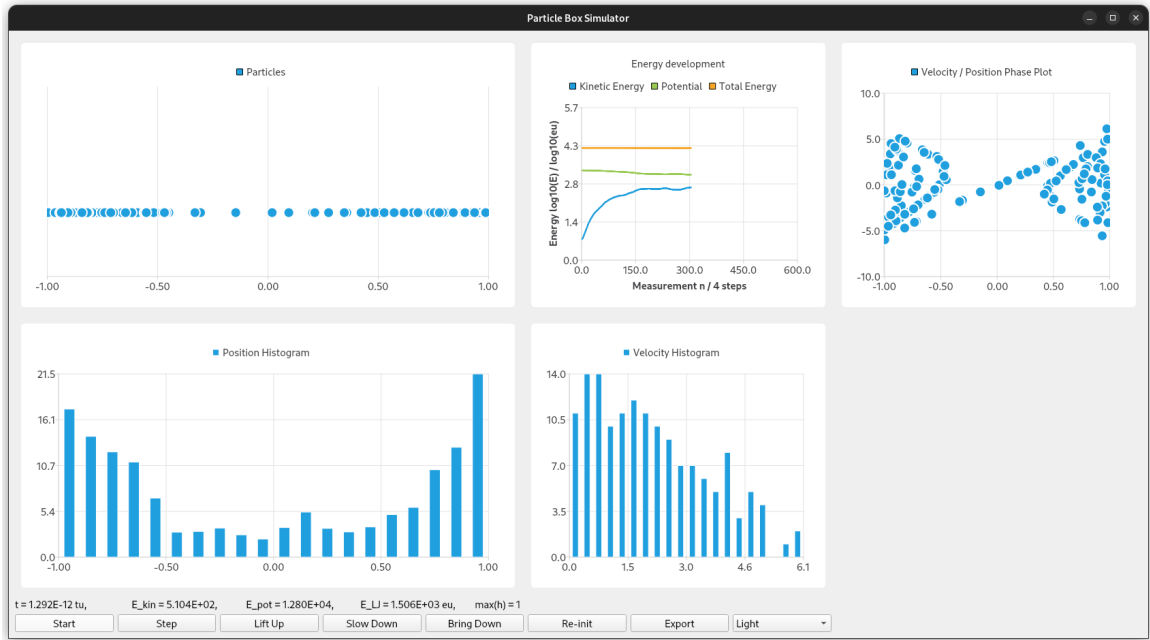 Particle Box Simulator
Particles
-1.00 -0.50 0.00 0.50 1.00
Energy development
Kinetic Energy Potential Total Energy
Energy log10(E) / log10(eu)
5.7
4.3
2.8
1.4
0.0
0.0 150.0 300.0 450.0 600.0
Measurement n / 4 steps
Velocity / Position Phase Plot
10.0
5.0
0.0
-5.0
-10.0
-1.00 -0.50 0.00 0.50 1.00
Position Histogram
21.5
16.1
10.7
5.4
0.0
-1.00 -0.50 0.00 0.50 1.00
Velocity Histogram
14.0
10.5
7.0
3.5
0.0
0.0 1.5 3.0 4.6 6.1
t = 1.292E-12 tu, E_kin = 5.104E+02, E_pot = 1.280E+04, E_LJ = 1.506E+03 eu, max(h) = 1
Start Step Lift Up Slow Down Bring Down Re-init Export Light